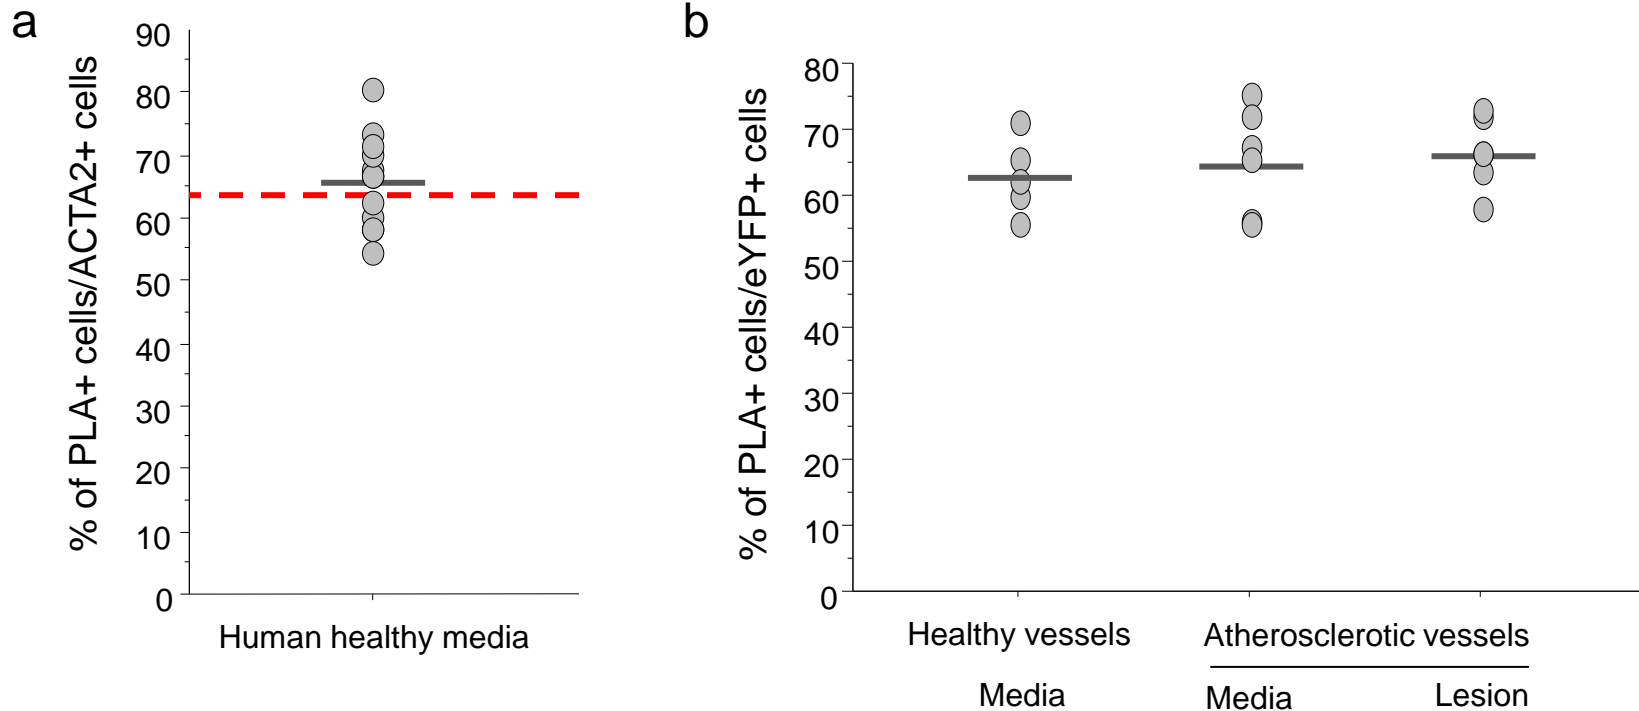 a
% of PLA+ cells/ACTA2+ cells
90
80
70
60
50
40
30
20
10
0
Human healthy media
b
% of PLA+ cells/eYFP+ cells
80
70
60
50
40
30
20
10
0
Healthy vessels
Atherosclerotic vessels
Media
Media
Lesion